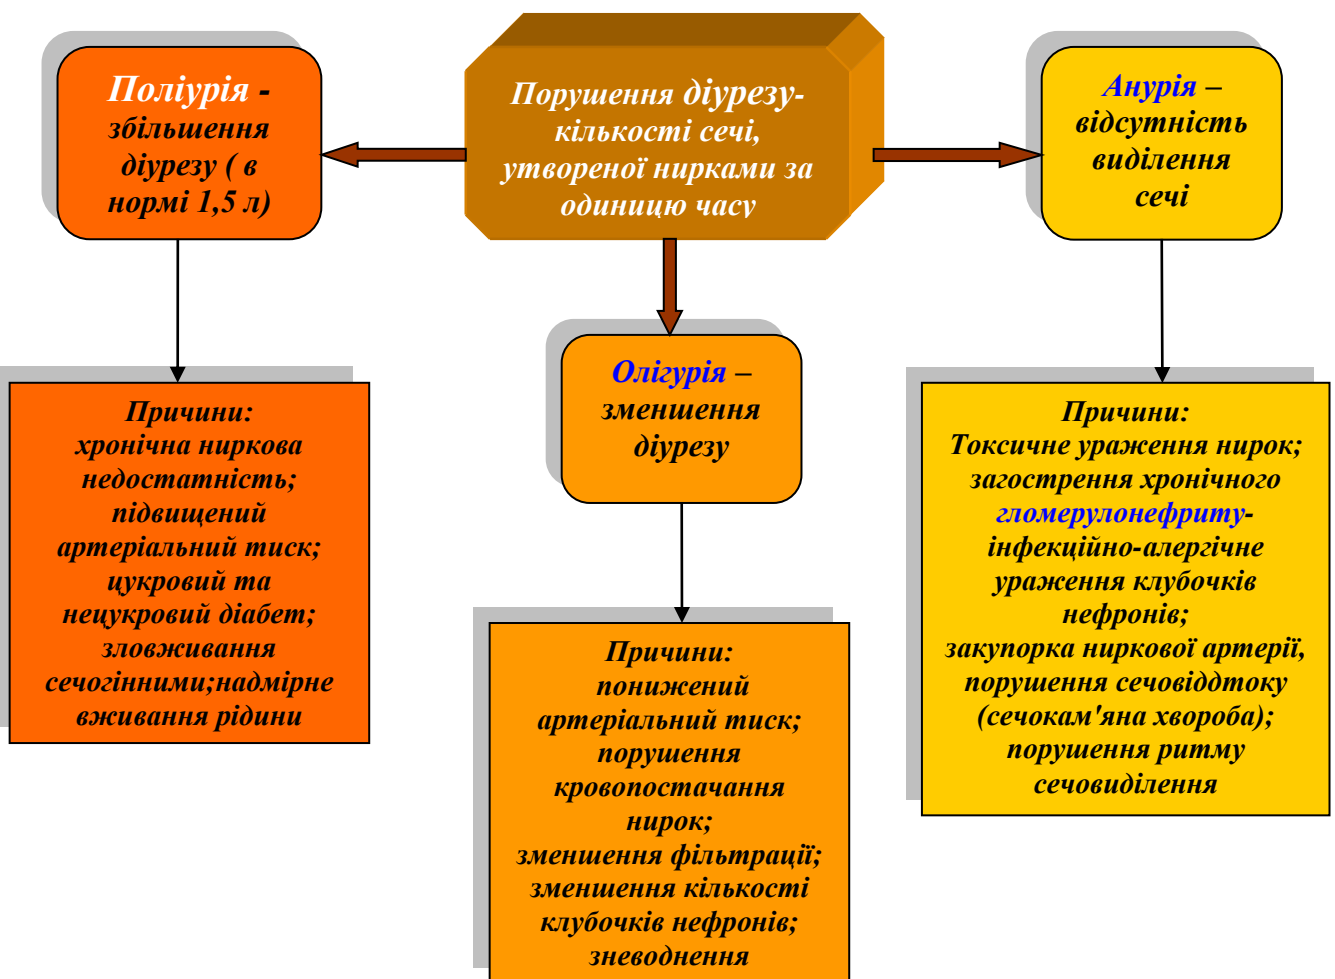 Порушення діурезу-
кількості сечі,
утвореної нирками за
одиницю часу
Поліурія -
збільшення
діурезу ( в
нормі 1,5 л)
Причини:
хронічна ниркова
недостатність;
підвищений
артеріальний тиск;
цукровий та
нецукровий діабет;
зловживання
сечогінними;надмірне
вживання рідини
Олігурія –
зменшення
діурезу
Причини:
понижений
артеріальний тиск;
порушення
кровопостачання
нирок;
зменшення фільтрації;
зменшення кількості
клубочків нефронів;
зневоднення
Анурія –
відсутність
виділення
сечі
Причини:
Токсичне ураження нирок;
загострення хронічного
гломерулонефриту-
інфекційно-алергічне
ураження клубочків
нефронів;
закупорка ниркової артерії,
порушення сечовіддтоку
(сечокам'яна хвороба);
порушення ритму
сечовиділення